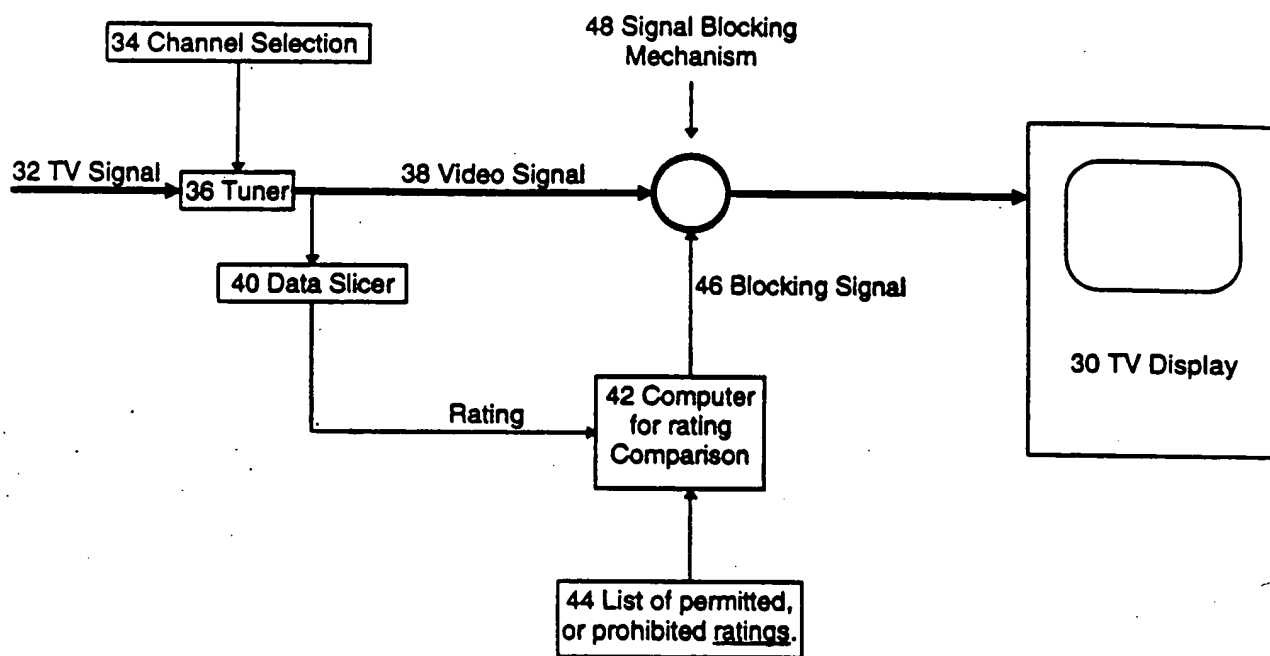 34 Channel Selection
48 Signal Blocking
Mechanism
32 TV Signal
36 Tuner
38 Video Signal
40 Data Slicer
46 Blocking Signal
30 TV Display
Rating
42 Computer
for rating
Comparison
44 List of permitted,
or prohibited ratings.